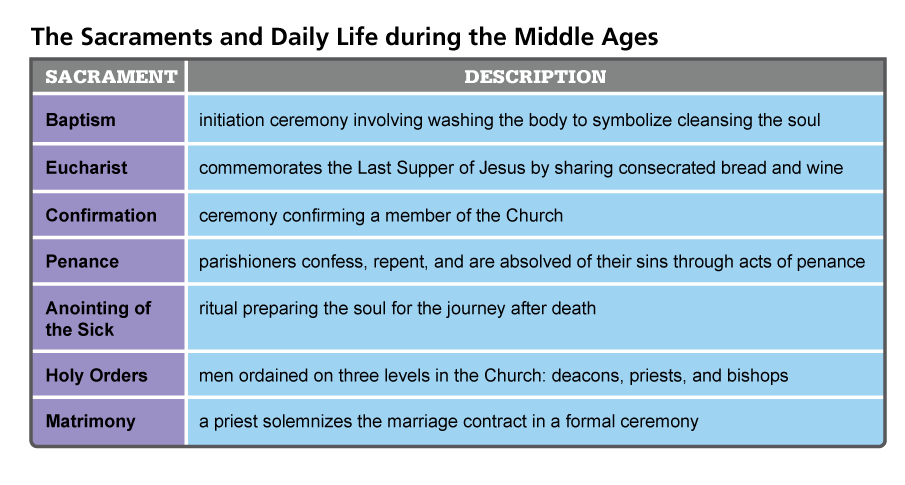 The Sacraments and Daily Life during the Middle Ages
SACRAMENT DESCRIPTION
Baptism initiation ceremony involving washing the body to symbolize cleansing the soul
Eucharist commemorates the Last Supper of Jesus by sharing consecrated bread and wine
Confirmation ceremony confirming a member of the Church
Penance parishioners confess, repent, and are absolved of their sins through acts of penance
Anointing of ritual preparing the soul for the journey after death
the Sick
Holy Orders men ordained on three levels in the Church: deacons, priests, and bishops
Matrimony a priest solemnizes the marriage contract in a formal ceremony